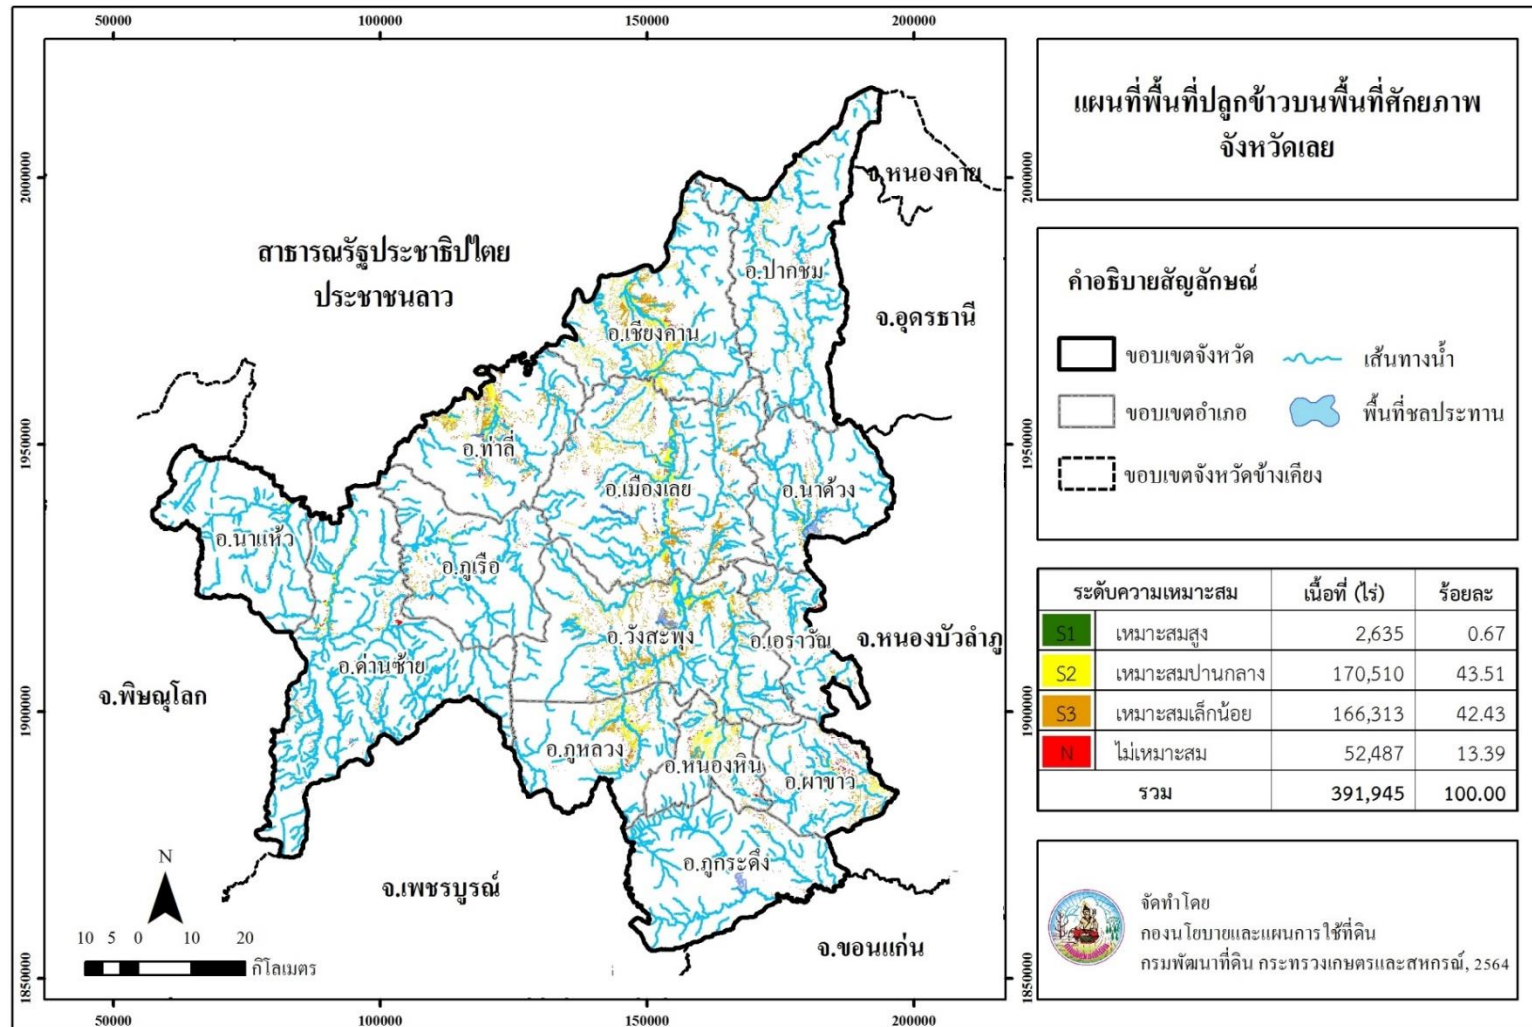 50000 100000 150000 200000
แผนที่พื้นที่ปลูกข้าวบนพื้นที่ศักยภาพ
จังหวัดเลย
2000000
1950000
1900000
1850000
2000000
1950000
1900000
1850000
จ.หนองคาย
สาธารณรัฐประชาธิปไตย
ประชาชนลาว
อ.ปากชม
จ.อุดรธานี
อ.เชียงคาน
อ.ท่าลี่
อ.เมืองเลย
อ.นาด้วง
อ.นาแห้ว
อ.ภูเรือ
อ.วังสะพุง
อ.เอราวัณ
จ.หนองบัวลำภู
อ.ด่านซ้าย
จ.พิษณุโลก
อ.ภูหลวง
อ.หนองหิน
อ.ผาขาว
อ.ภูกระดึง
จ.เพชรบูรณ์
จ.ขอนแก่น
N
10 5 0 10 20
กิโลเมตร
50000 100000 150000 200000
คำอธิบายสัญลักษณ์
ขอบเขตจังหวัด เส้นทางน้ำ
ขอบเขตอำเภอ พื้นที่ชลประทาน
ขอบเขตจังหวัดข้างเคียง
ระดับความเหมาะสม เนื้อที่ (ไร่) ร้อยละ
S1 เหมาะสมสูง 2,635 0.67
S2 เหมาะสมปานกลาง 170,510 43.51
S3 เหมาะสมเล็กน้อย 166,313 42.43
N ไม่เหมาะสม 52,487 13.39
รวม 391,945 100.00
จัดทำโดย
กองนโยบายและแผนการใช้ที่ดิน
กรมพัฒนาที่ดิน กระทรวงเกษตรและสหกรณ์, 2564